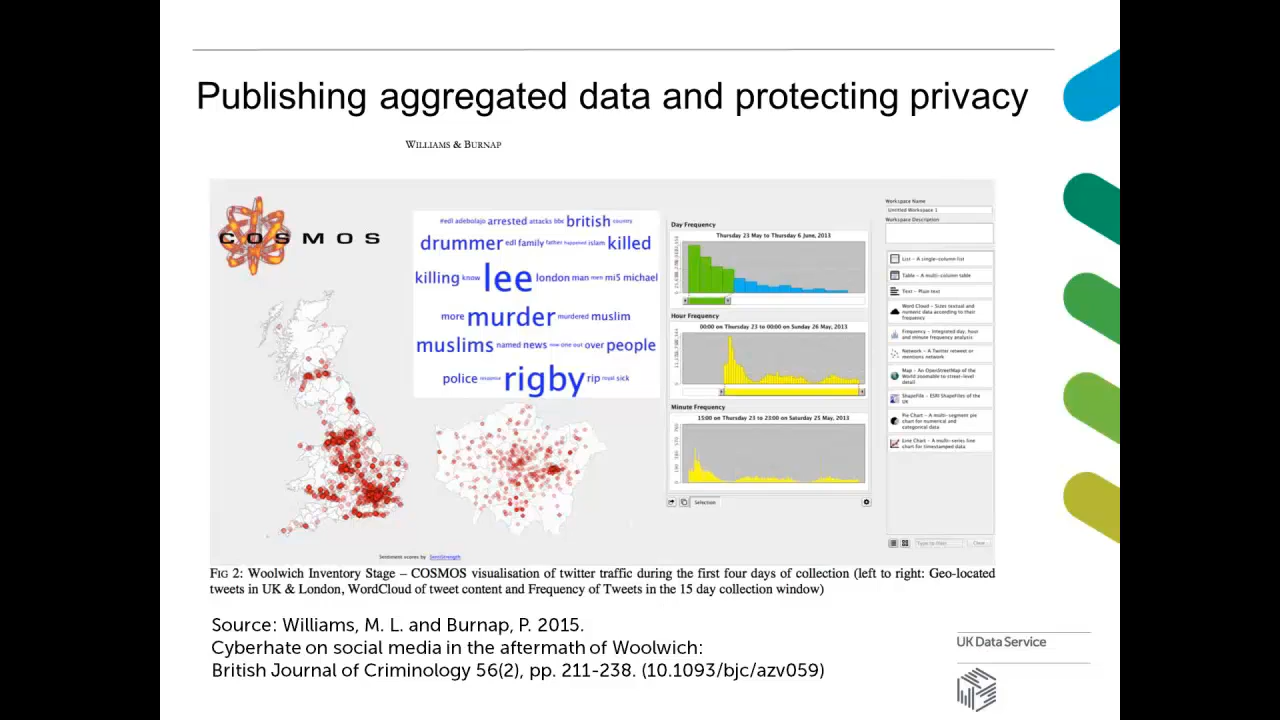 Publishing aggregated data and protecting privacy
WILLIAMS & BURNAP
COSMOS
#edl adebolajo arrested attacks bbc british country
drummer edl family father happened islam killed
killing know lee london man men mi5 michael
more murder murdered muslim
muslims named news now one out over people
police rip royal sick
rigby
Day Frequency
Thursday 23 May to Thursday 6 June, 2013
Hour Frequency
00:00 on Thursday 23 to 00:00 on Sunday 26 May, 2013
Minute Frequency
15:00 on Thursday 23 to 23:00 on Saturday 25 May, 2013
Selection
Workspace Name
Untitled Workspace 1
Workspace Description
List - A single-column list
Table - A multi-column table
Text - Plain text
Word Cloud - Sizes textual and
numeric data according to their
frequency
Frequency - Integrated day, hour
and minute frequency analysis
Network - A Twitter retweet or
mentions network
Map - An OpenStreetMap of the
World zoomable to street-level
detail
ShapeFile - ESRI ShapeFiles of the
UK
Pie Chart - A multi-segment pie
chart for numerical and
categorical data
Line Chart - A multi-series line
chart for timestamped data
Type to filter
Clear
Sentiment scores by SentiStrength
FIG 2: Woolwich Inventory Stage – COSMOS visualisation of twitter traffic during the first four days of collection (left to right: Geo-located
tweets in UK & London, WordCloud of tweet content and Frequency of Tweets in the 15 day collection window)
Source: Williams, M. L. and Burnap, P. 2015.
Cyberhate on social media in the aftermath of Woolwich:
British Journal of Criminology 56(2), pp. 211-238. (10.1093/bjc/azv059)
UK Data Service